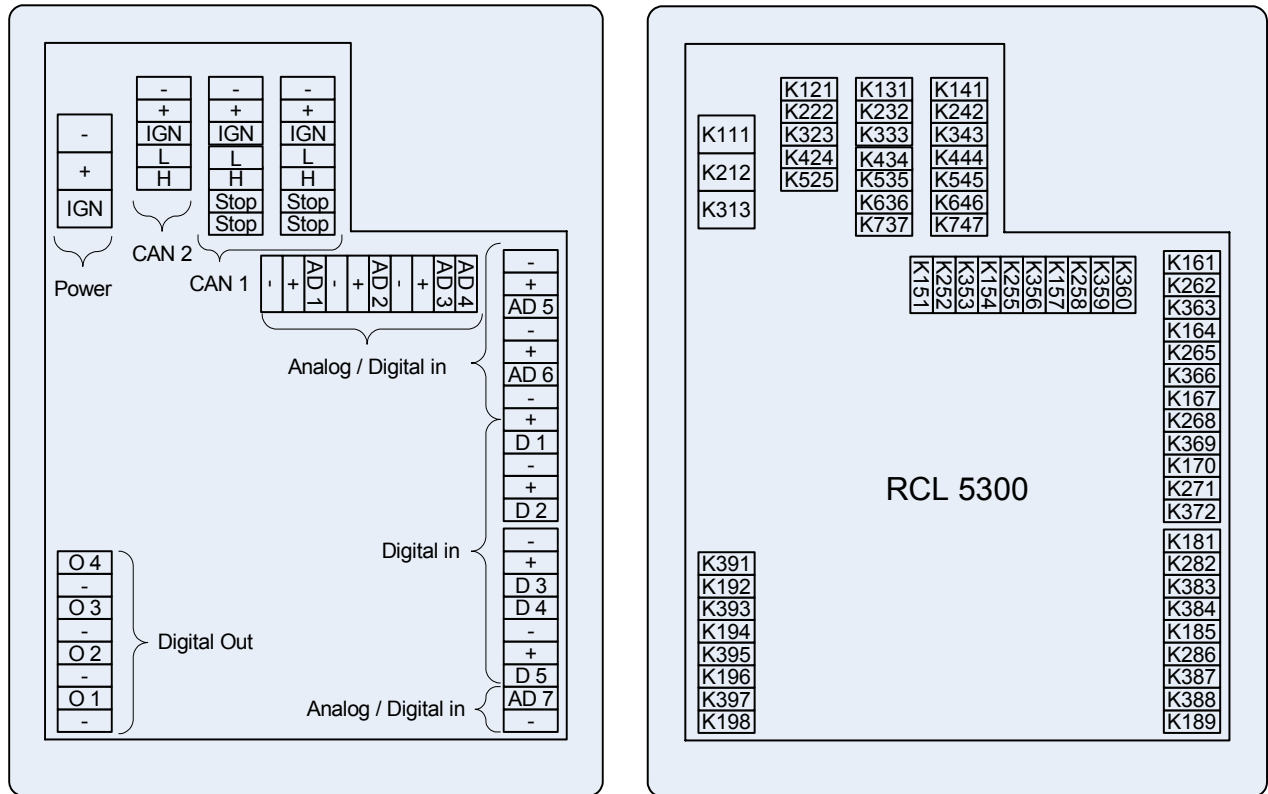 -
+
IGN
Power
-
+
IGN
L
H
CAN 2
-
+
IGN
L
H
Stop
Stop
-
+
IGN
L
H
Stop
Stop
CAN 1
-
+
AD 1
-
+
AD 2
-
+
AD 3
AD 4
Analog / Digital in
-
+
AD 5
-
+
AD 6
-
+
D 1
-
+
D 2
Digital in
-
+
D 3
D 4
-
+
D 5
AD 7
-
Analog / Digital in
O 4
-
O 3
-
O 2
-
O 1
-
Digital Out
K111
K212
K313
K121
K222
K323
K424
K525
K131
K232
K333
K434
K535
K636
K737
K141
K242
K343
K444
K545
K646
K747
K151
K252
K353
K154
K255
K356
K157
K258
K359
K360
K161
K262
K363
K164
K265
K366
K167
K268
K369
K170
K271
K372
RCL 5300
K181
K282
K383
K384
K185
K286
K387
K388
K189
K391
K192
K393
K194
K395
K196
K397
K198